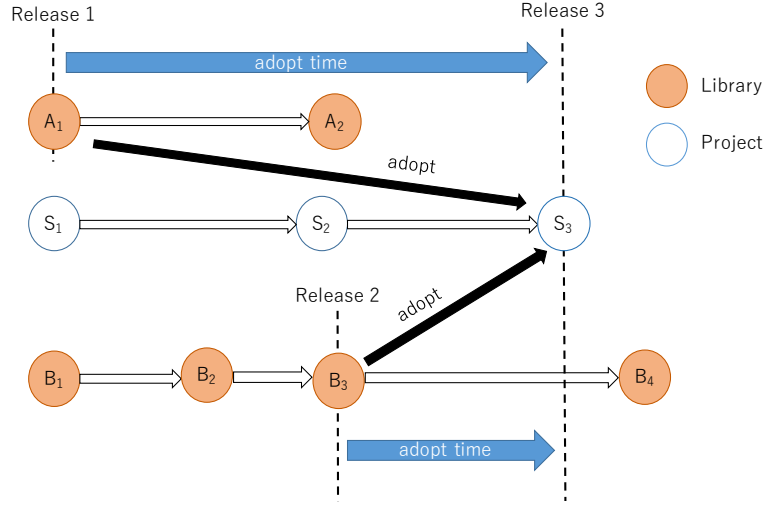 Release 1
Release 3
adopt time
Library
A₁
A₂
Project
adopt
S₁
S₂
S₃
Release 2
adopt
B₁
B₂
B₃
B₄
adopt time